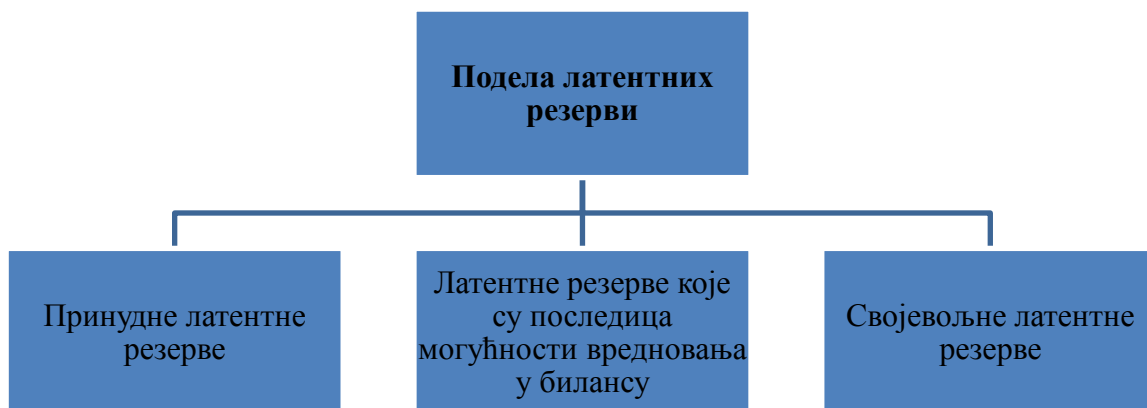 Подела латентних
резерви
Принудне латентне
резерве
Латентне резерве које
су последица
могућности вредновања
у билансу
Својевољне латентне
резерве